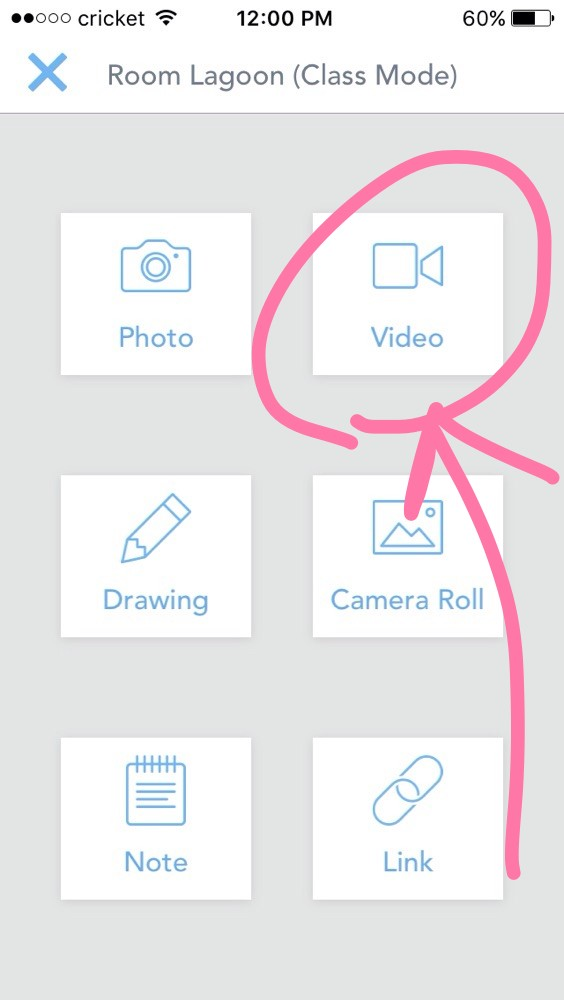 cricket 12:00 PM 60%
Room Lagoon (Class Mode)
Photo Video
Drawing Camera Roll
Note Link